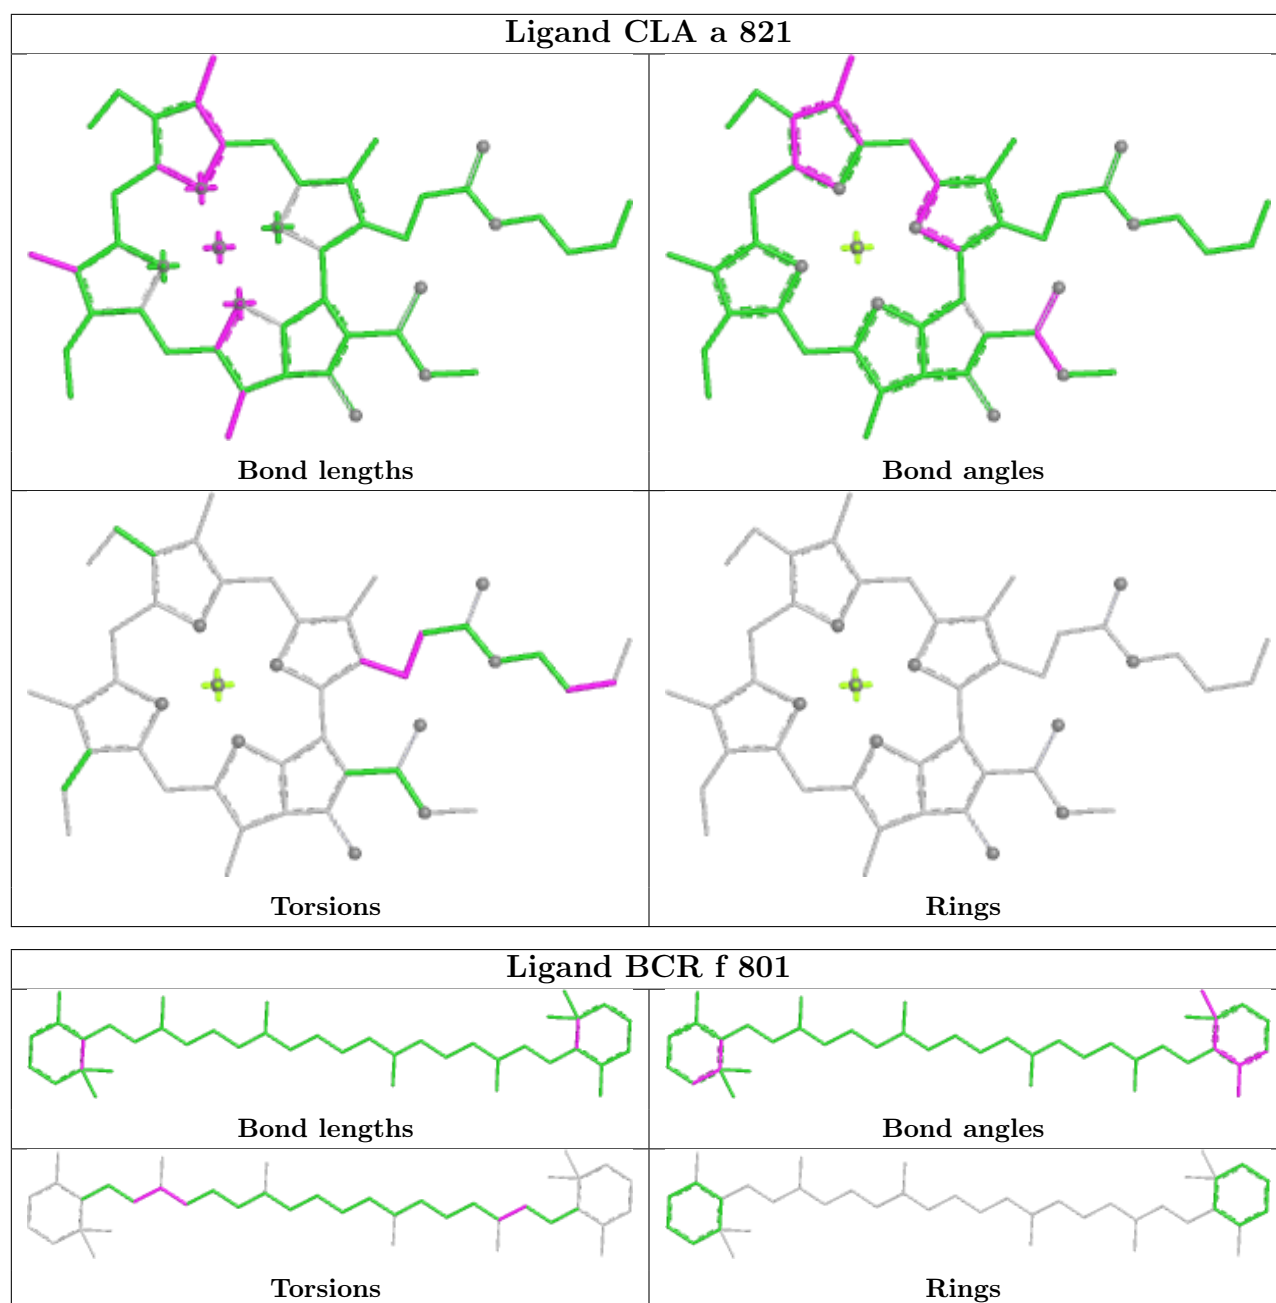 Ligand CLA a 821
Bond lengths
Bond angles
Torsions
Rings
Ligand BCR f 801
Bond lengths
Bond angles
Torsions
Rings